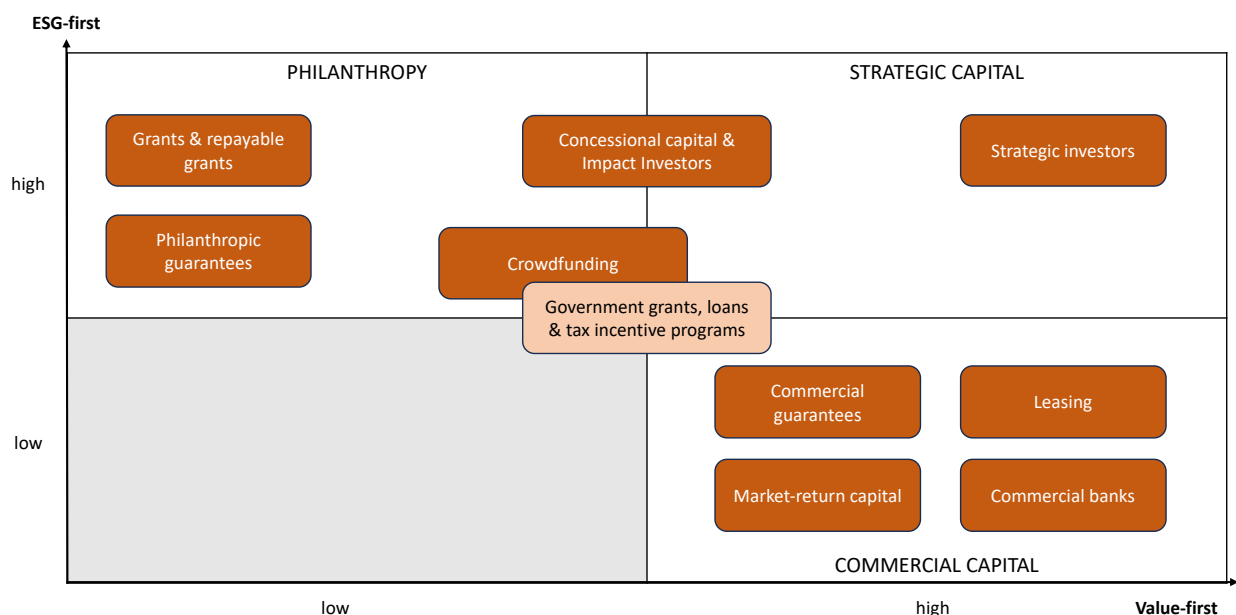 ESG-first
PHILANTHROPY
STRATEGIC CAPITAL
Grants & repayable
grants
Concessional capital &
Impact Investors
Strategic investors
high
Philanthropic
guarantees
Crowdfunding
Government grants, loans
& tax incentive programs
Commercial
guarantees
Leasing
low
Market-return capital
Commercial banks
COMMERCIAL CAPITAL
low
high
Value-first